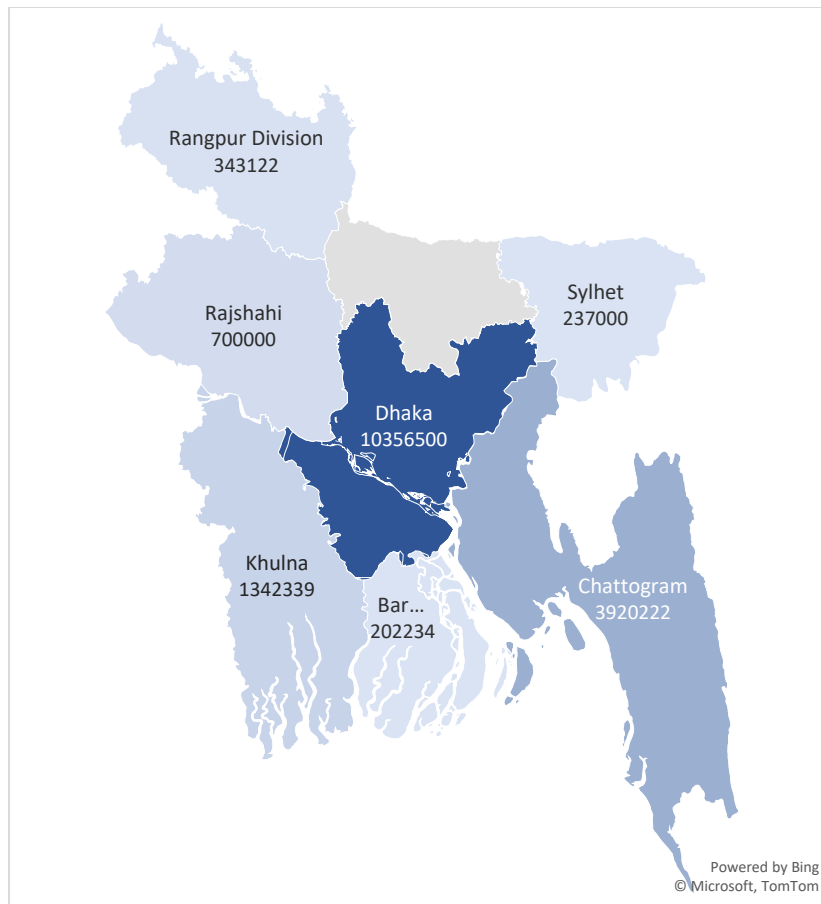 Rangpur Division
343122
Sylhet
237000
Rajshahi
700000
Dhaka
10356500
Khulna
1342339
Bar...
202234
Chattogram
3920222
Powered by Bing
© Microsoft, TomTom